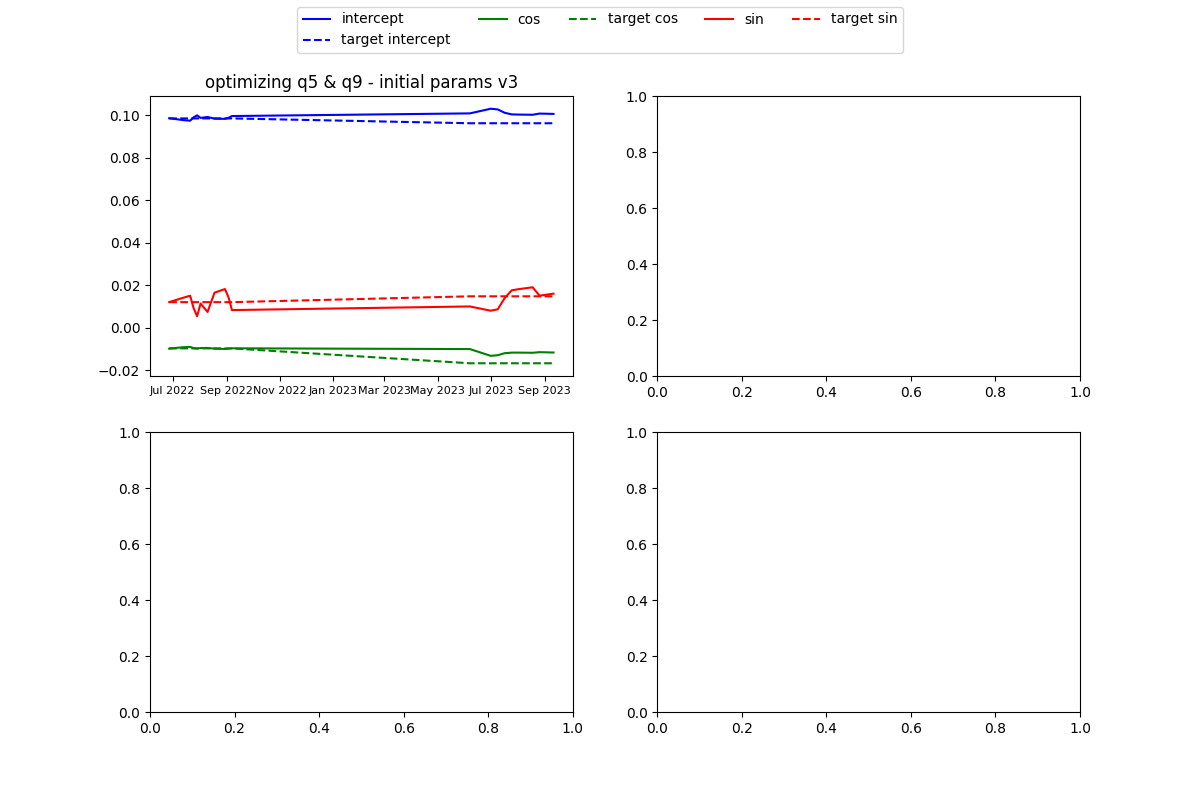 intercept
target intercept
cos
target cos
sin
target sin
optimizing q5 & q9 - initial params v3
0.10
0.08
0.06
0.04
0.02
0.00
−0.02
Jul 2022 Sep 2022 Nov 2022 Jan 2023 Mar 2023 May 2023 Jul 2023 Sep 2023
1.0
0.8
0.6
0.4
0.2
0.0
0.0 0.2 0.4 0.6 0.8 1.0
1.0
0.8
0.6
0.4
0.2
0.0
0.0 0.2 0.4 0.6 0.8 1.0
1.0
0.8
0.6
0.4
0.2
0.0
0.0 0.2 0.4 0.6 0.8 1.0